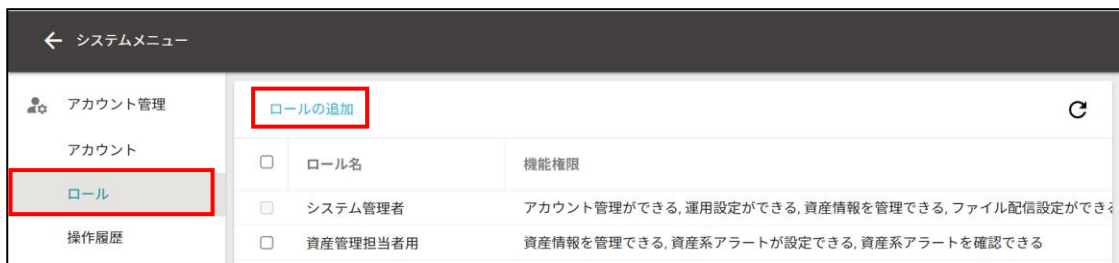 システムメニュー
アカウント管理
アカウント
ロール
操作履歴
ロールの追加
ロール名 機能権限
システム管理者 アカウント管理ができる, 運用設定ができる, 資産情報を管理できる, ファイル配信設定ができ
資産管理担当者用 資産情報を管理できる, 資産系アラートが設定できる, 資産系アラートを確認できる